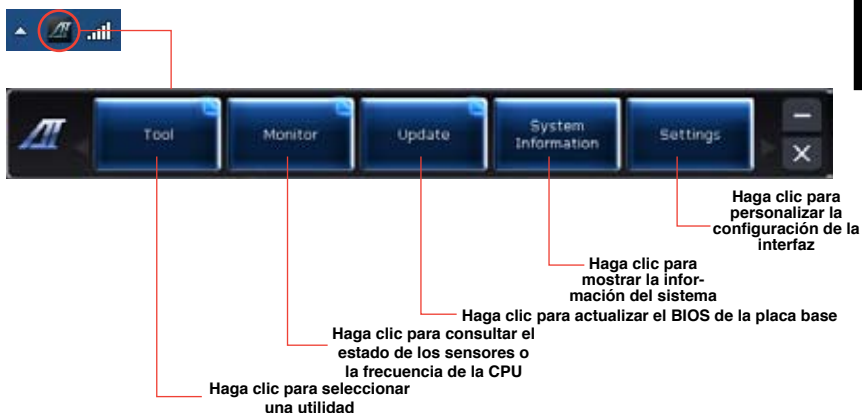 Tool
Monitor
Update
System
Information
Settings
Haga clic para
personalizar la
configuración de la
interfaz
Haga clic para
mostrar la infor-
mación del sistema
Haga clic para actualizar el BIOS de la placa base
Haga clic para consultar el
estado de los sensores o
la frecuencia de la CPU
Haga clic para seleccionar
una utilidad